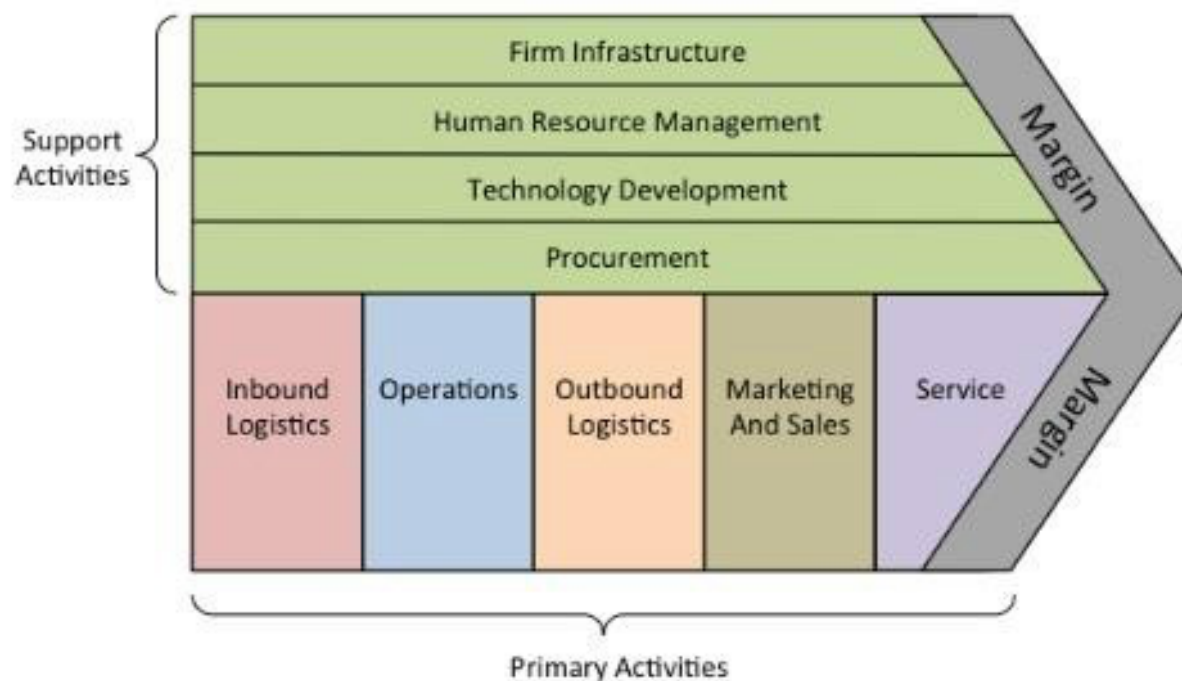 Firm Infrastructure
Human Resource Management
Technology Development
Procurement
Support
Activities
Margin
Inbound
Logistics
Operations
Outbound
Logistics
Marketing
And Sales
Service
Margin
Primary Activities